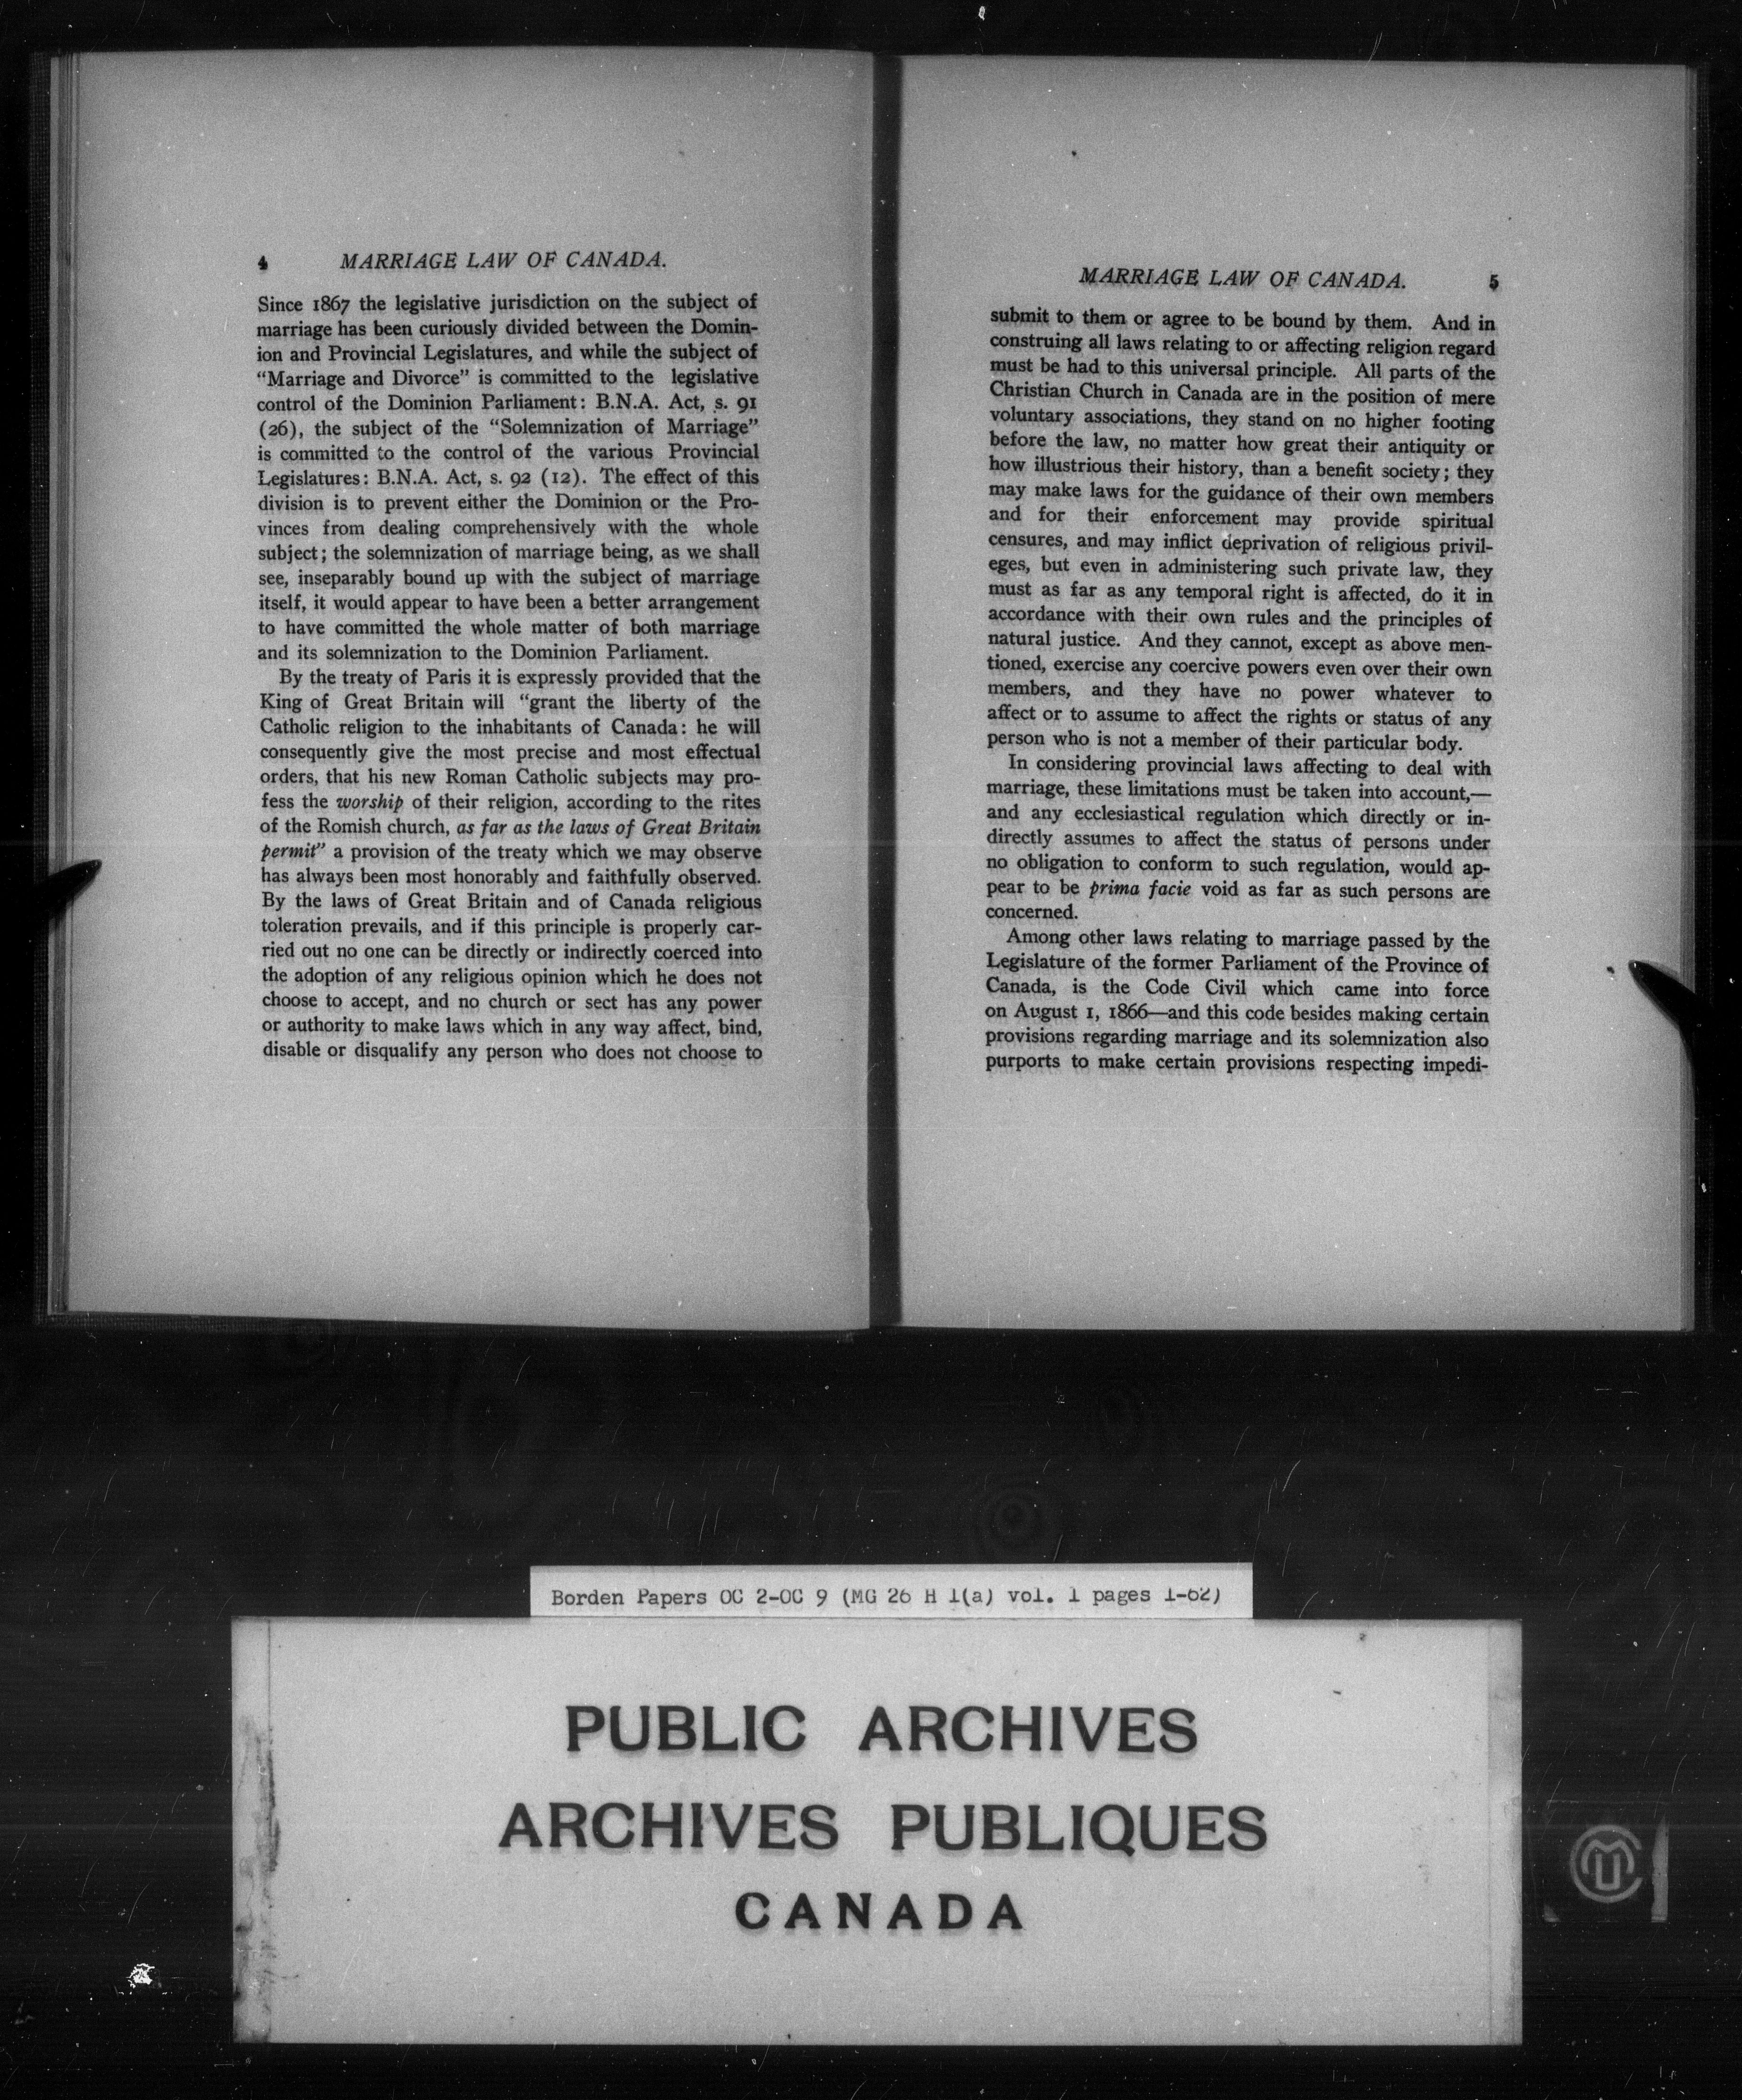 4 MARRIAGE LAW OF CANADA.
Since 1867 the legislative jurisdiction on the subject of
marriage has been curiously divided between the Domin-
ion and Provincial Legislatures, and while the subject of
“Marriage and Divorce” is committed to the legislative
control of the Dominion Parliament: B.N.A. Act, s. 91
(26), the subject of the “Solemnization of Marriage”
is committed to the control of the various Provincial
Legislatures: B.N.A. Act, s. 92 (12). The effect of this
division is to prevent either the Dominion or the Pro-
vinces from dealing comprehensively with the whole
subject; the solemnization of marriage being, as we shall
see, inseparably bound up with the subject of marriage
itself, it would appear to have been a better arrangement
to have committed the whole matter of both marriage
and its solemnization to the Dominion Parliament.
By the treaty of Paris it is expressly provided that the
King of Great Britain will “grant the liberty of the
Catholic religion to the inhabitants of Canada: he will
consequently give the most precise and most effectual
orders, that his new Roman Catholic subjects may pro-
fess the worship of their religion, according to the rites
of the Romish church, as far as the laws of Great Britain
permit” a provision of the treaty which we may observe
has always been most honorably and faithfully observed.
By the laws of Great Britain and of Canada religious
toleration prevails, and if this principle is properly car-
ried out no one can be directly or indirectly coerced into
the adoption of any religious opinion which he does not
choose to accept, and no church or sect has any power
or authority to make laws which in any way affect, bind,
disable or disqualify any person who does not choose to
MARRIAGE LAW OF CANADA. 5
submit to them or agree to be bound by them. And in
construing all laws relating to or affecting religion regard
must be had to this universal principle. All parts of the
Christian Church in Canada are in the position of mere
voluntary associations, they stand on no higher footing
before the law, no matter how great their antiquity or
how illustrious their history, than a benefit society; they
may make laws for the guidance of their own members
and for their enforcement may provide spiritual
censures, and may inflict deprivation of religious privil-
eges, but even in administering such private law, they
must as far as any temporal right is affected, do it in
accordance with their own rules and the principles of
natural justice. And they cannot, except as above men-
tioned, exercise any coercive powers even over their own
members, and they have no power whatever to
affect or to assume to affect the rights or status of any
person who is not a member of their particular body.
In considering provincial laws affecting to deal with
marriage, these limitations must be taken into account,—
and any ecclesiastical regulation which directly or in-
directly assumes to affect the status of persons under
no obligation to conform to such regulation, would ap-
pear to be prima facie void as far as such persons are
concerned.
Among other laws relating to marriage passed by the
Legislature of the former Parliament of the Province of
Canada, is the Code Civil which came into force
on August 1, 1866—and this code besides making certain
provisions regarding marriage and its solemnization also
purports to make certain provisions respecting impedi-
Borden Papers OC 2-OC 9 (MG 26 H 1(a) vol. 1 pages 1-62)
PUBLIC ARCHIVES
ARCHIVES PUBLIQUES
CANADA